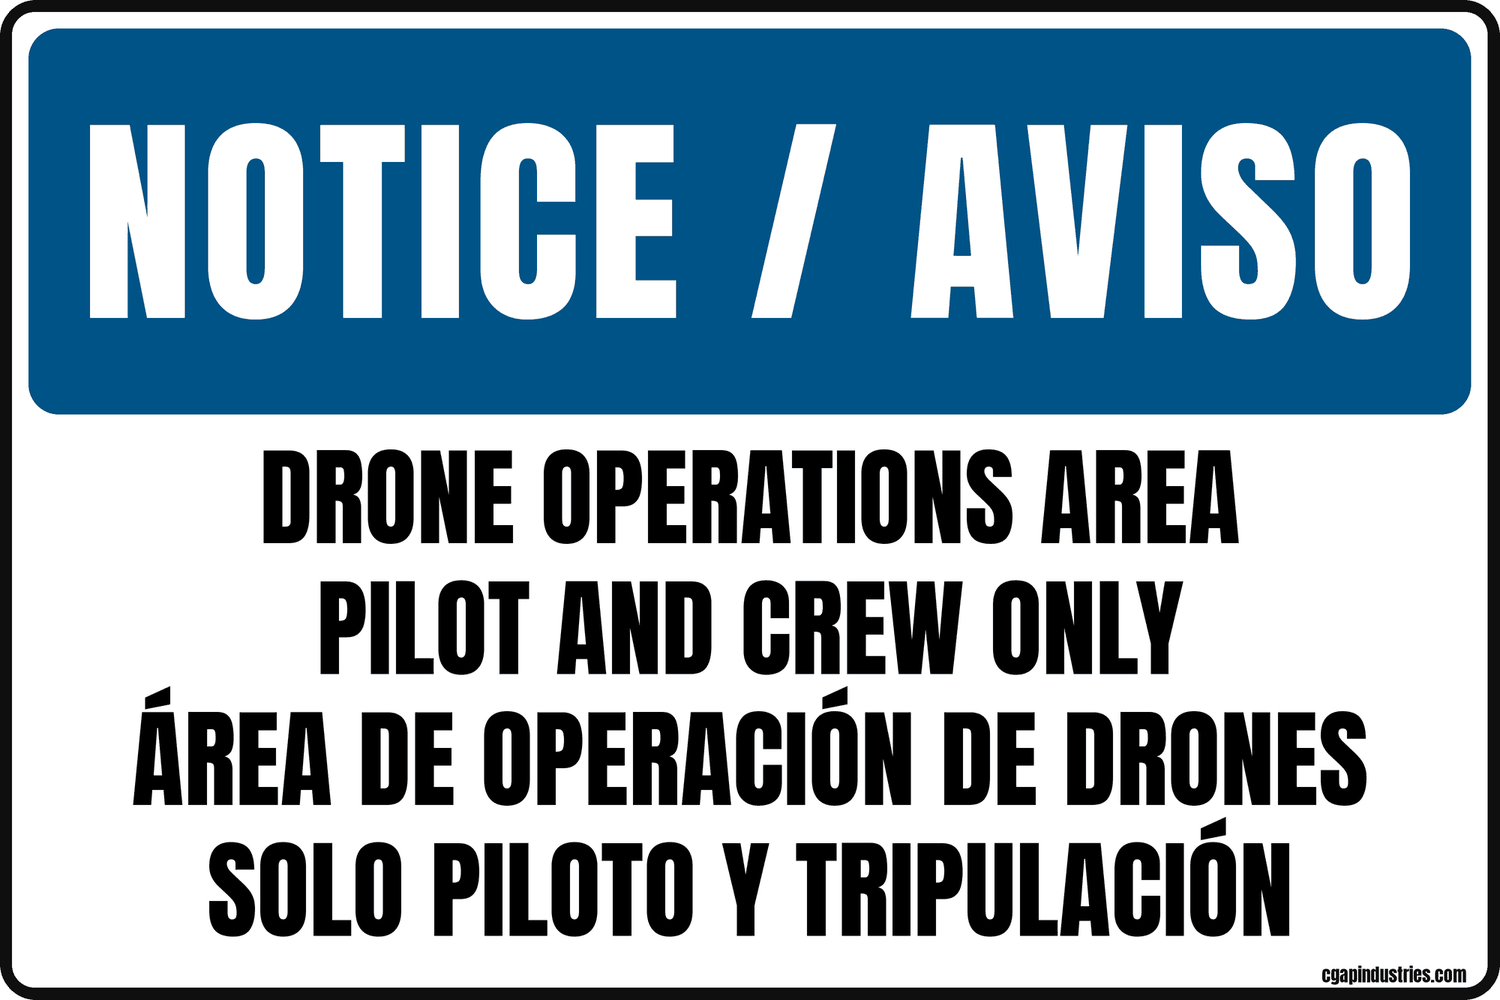 NOTICE / AVISO
DRONE OPERATIONS AREA
PILOT AND CREW ONLY
ÁREA DE OPERACIÓN DE DRONES
SOLO PILOTO Y TRIPULACIÓN
cgapindustries.com